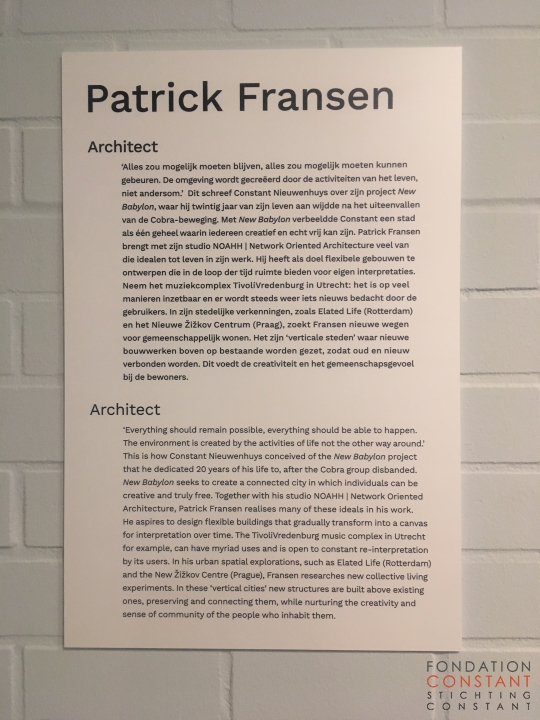 Patrick Fransen
Architect
‘Alles zou mogelijk moeten blijven, alles zou mogelijk moeten kunnen
gebeuren. De omgeving wordt gecreëerd door de activiteiten van het leven,
niet andersom.’ Dit schreef Constant Nieuwenhuys over zijn project New
Babylon, waar hij twintig jaar van zijn leven aan wijdde na het uiteenvallen
van de Cobra-beweging. Met New Babylon verbeeldde Constant een stad
als één geheel waarin iedereen creatief en echt vrij kan zijn. Patrick Fransen
brengt met zijn studio NOAHH | Network Oriented Architecture veel van
die idealen tot leven in zijn werk. Hij heeft als doel flexibele gebouwen te
ontwerpen die in de loop der tijd ruimte bieden voor eigen interpretaties.
Neem het muziekcomplex TivoliVredenburg in Utrecht: het is op veel
manieren inzetbaar en er wordt steeds weer iets nieuws bedacht door de
gebruikers. In zijn stedelijke verkenningen, zoals Elated Life (Rotterdam)
en het Nieuwe Žižkov Centrum (Praag), zoekt Fransen nieuwe wegen
voor gemeenschappelijk wonen. Het zijn ‘verticale steden’ waar nieuwe
bouwwerken boven op bestaande worden gezet, zodat oud en nieuw
verbonden worden. Dit voedt de creativiteit en het gemeenschapsgevoel
bij de bewoners.
Architect
‘Everything should remain possible, everything should be able to happen.
The environment is created by the activities of life not the other way around.’
This is how Constant Nieuwenhuys conceived of the New Babylon project
that he dedicated 20 years of his life to, after the Cobra group disbanded.
New Babylon seeks to create a connected city in which individuals can be
creative and truly free. Together with his studio NOAHH | Network Oriented
Architecture, Patrick Fransen realises many of these ideals in his work.
He aspires to design flexible buildings that gradually transform into a canvas
for interpretation over time. The TivoliVredenburg music complex in Utrecht
for example, can have myriad uses and is open to constant re-interpretation
by its users. In his urban spatial explorations, such as Elated Life (Rotterdam)
and the New Žižkov Centre (Prague), Fransen researches new collective living
experiments. In these ‘vertical cities’ new structures are built above existing
ones, preserving and connecting them, while nurturing the creativity and
sense of community of the people who inhabit them.
FONDATION
CONSTANT
STICHTING
CONSTANT